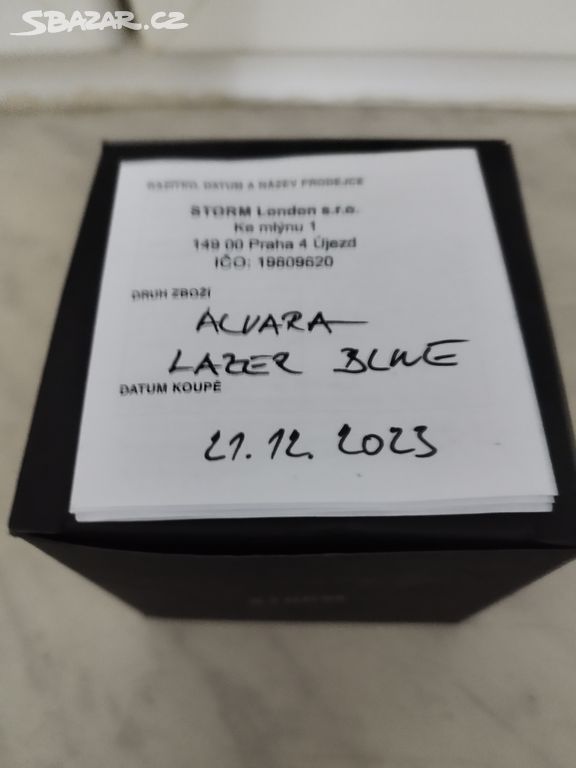 SBAZAR.CZ
RAZÍTKO, DATUM A NÁZEV PRODEJCE
STORM London s.r.o.
Ke mlýnu 1
149 00 Praha 4 Újezd
IČO: 19809620
DRUH ZBOŽÍ
ALVARA
LAZER BLUE
DATUM KOUPĚ
21.12.2023
STORM